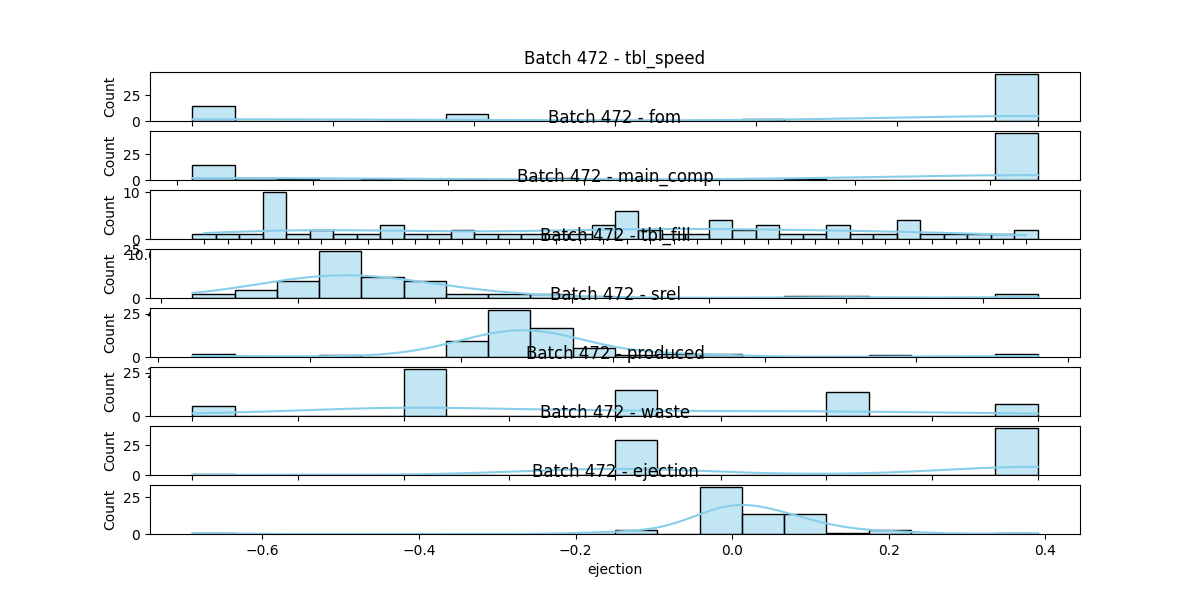 Batch 472 - tbl_speed
Count
25
0
Batch 472 - fom
Count
25
0
Batch 472 - main_comp
Count
10
0
Batch 472 - tbl_fill
Count
25
0
Batch 472 - srel
Count
25
0
Batch 472 - produced
Count
25
0
Batch 472 - waste
Count
25
0
Batch 472 - ejection
Count
25
0
−0.6 −0.4 −0.2 0.0 0.2 0.4
ejection